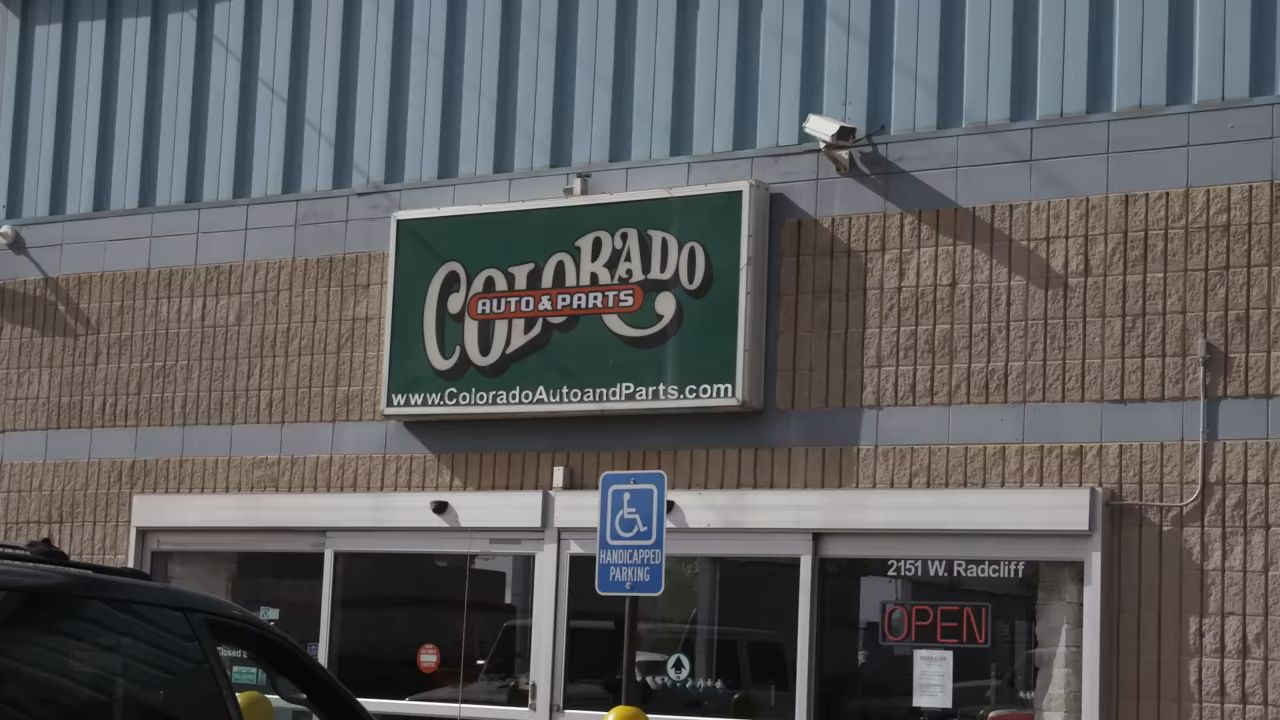 COLORADO
AUTO & PARTS
www.ColoradoAutoandParts.com
HANDICAPPED
PARKING
2151 W. Radcliff
OPEN